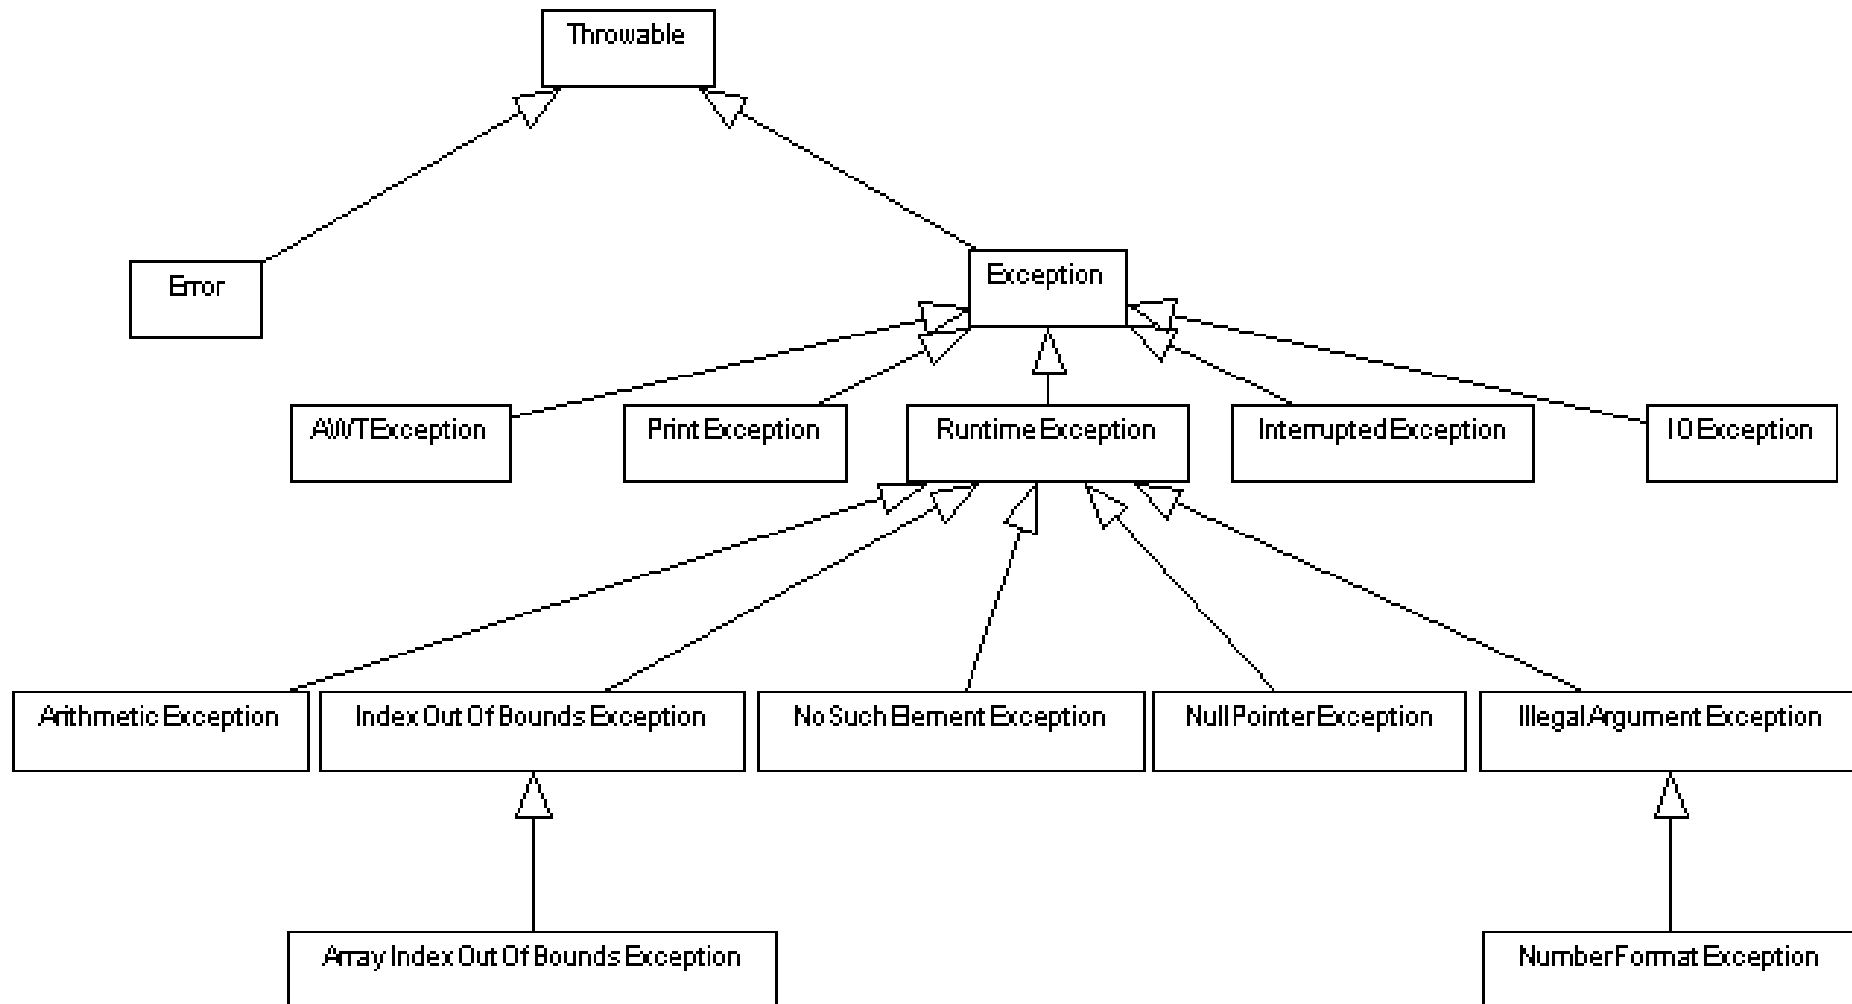 Throwable
Error
Exception
AWTException
Print Exception
Runtime Exception
Interrupted Exception
IO Exception
Arithmetic Exception
Index Out Of Bounds Exception
No Such Element Exception
Null Pointer Exception
Illegal Argument Exception
Array Index Out Of Bounds Exception
Number Format Exception